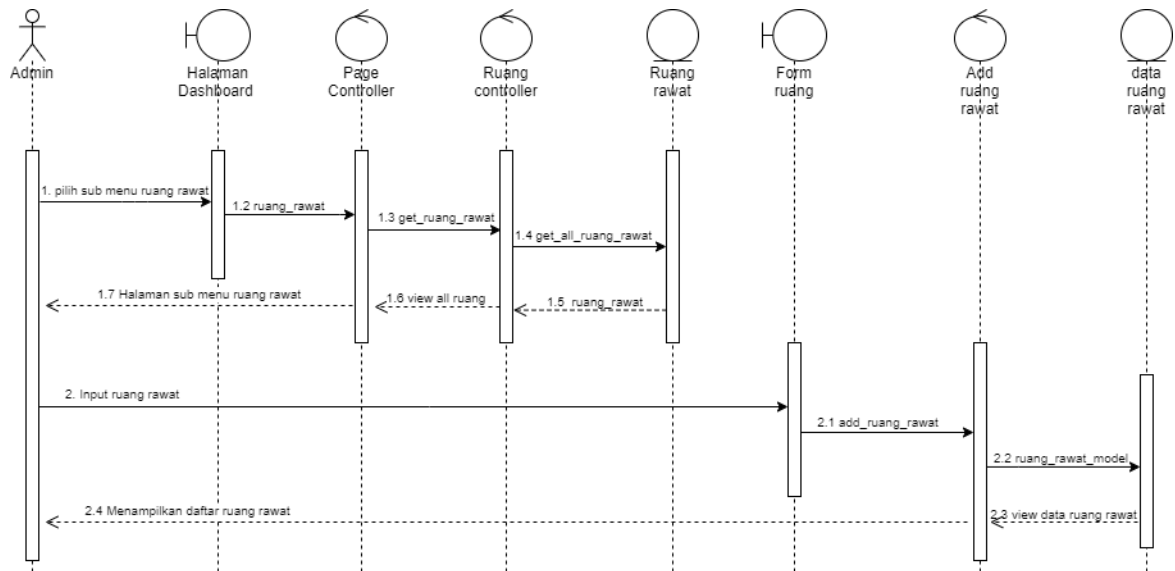 Admin
Halaman
Dashboard
Page
Controller
Ruang
controller
Ruang
rawat
Form
ruang
Add
ruang
rawat
data
ruang
rawat
1. pilih sub menu ruang rawat
1.2 ruang_rawat
1.3 get_ruang_rawat
1.4 get_all_ruang_rawat
1.7 Halaman sub menu ruang rawat
1.6 view all ruang
1.5 ruang_rawat
2. Input ruang rawat
2.1 add_ruang_rawat
2.2 ruang_rawat_model
2.4 Menampilkan daftar ruang rawat
2.3 view data ruang rawat